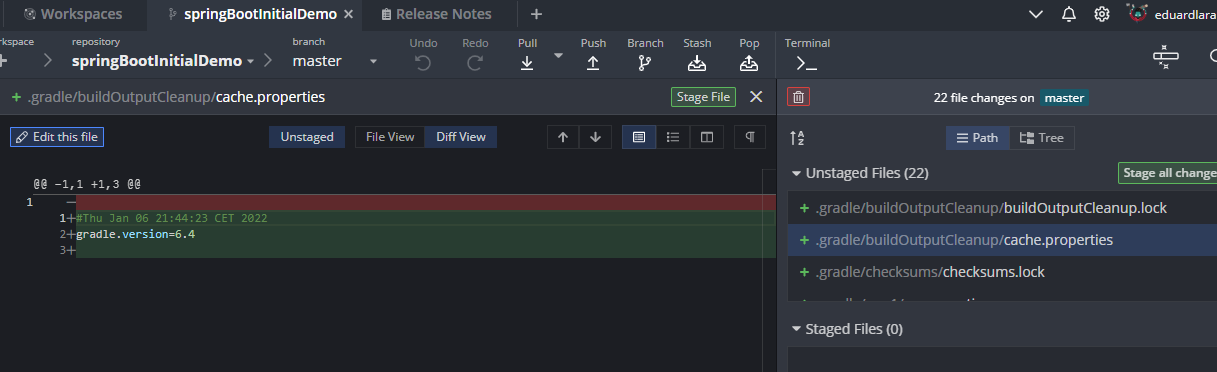 Workspaces
springBootInitialDemo
Release Notes
eduardlara
rkspace
repository
springBootInitialDemo
branch
master
Undo
Redo
Pull
Push
Branch
Stash
Pop
Terminal
.gradle/buildOutputCleanup/cache.properties
Stage File
22 file changes on master
Edit this file
Unstaged
File View
Diff View
Path
Tree
@@ -1,1 +1,3 @@
1 -
1+#Thu Jan 06 21:44:23 CET 2022
2+gradle.version=6.4
3+
Unstaged Files (22)
Stage all change
+ .gradle/buildOutputCleanup/buildOutputCleanup.lock
+ .gradle/buildOutputCleanup/cache.properties
+ .gradle/checksums/checksums.lock
Staged Files (0)